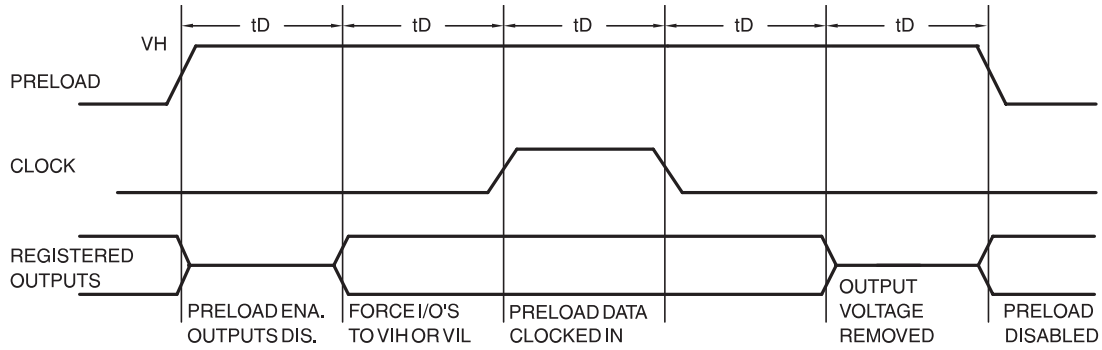 tD tD tD tD tD
VH
PRELOAD
CLOCK
REGISTERED
OUTPUTS
PRELOAD ENA.
OUTPUTS DIS.
FORCE I/O'S
TO VIH OR VIL
PRELOAD DATA
CLOCKED IN
OUTPUT
VOLTAGE
REMOVED
PRELOAD
DISABLED